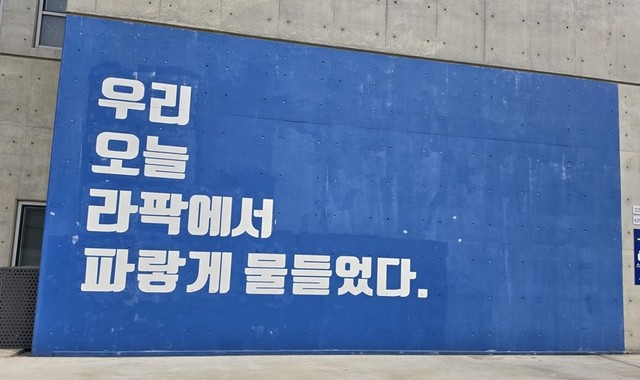 우리
오늘
라팍에서
파랗게 물들었다.